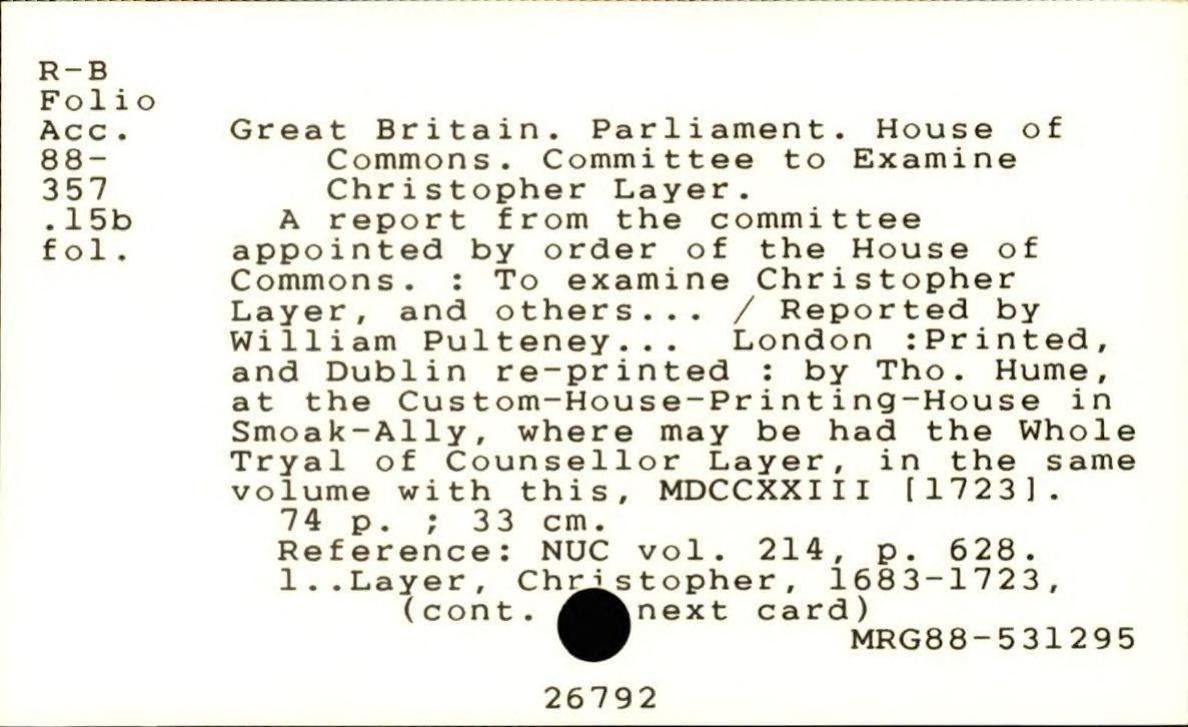 R-B
Folio
Acc.
88-
357
.15b
fol.
Great Britain. Parliament. House of
Commons. Committee to Examine
Christopher Layer.
A report from the committee
appointed by order of the House of
Commons. : To examine Christopher
Layer, and others... / Reported by
William Pulteney... London :Printed,
and Dublin re-printed : by Tho. Hume,
at the Custom-House-Printing-House in
Smoak-Ally, where may be had the Whole
Tryal of Counsellor Layer, in the same
volume with this, MDCCXXIII [1723].
74 p. ; 33 cm.
Reference: NUC vol. 214, p. 628.
1..Layer, Christopher, 1683-1723,
(cont. next card)
MRG88-531295
26792